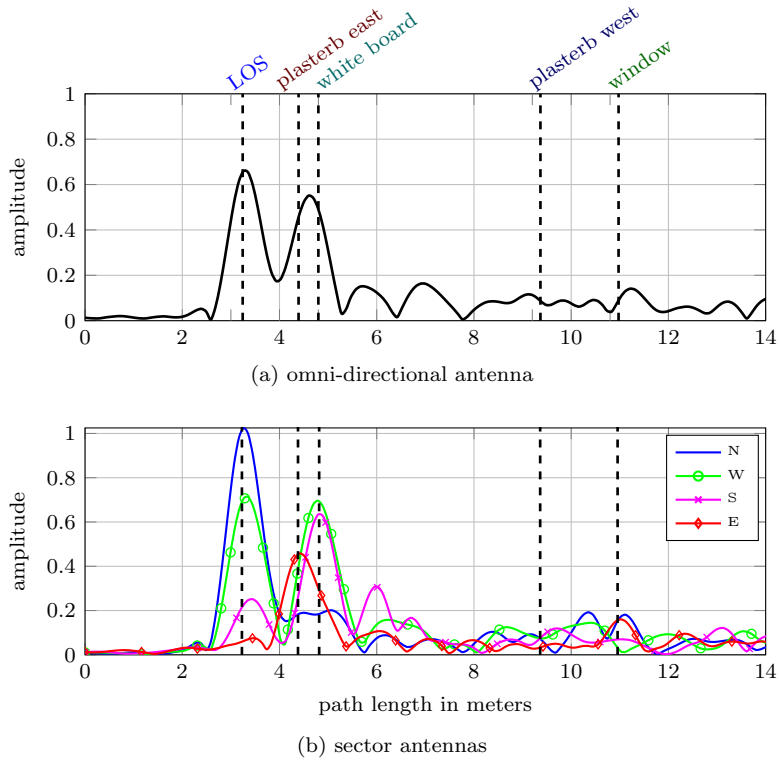 LOS
plasterb east
white board
plasterb west
window
1
0.8
0.6
0.4
0.2
0
amplitude
0 2 4 6 8 10 12 14
(a) omni-directional antenna
1
0.8
0.6
0.4
0.2
0
amplitude
N
W
S
E
0 2 4 6 8 10 12 14
path length in meters
(b) sector antennas